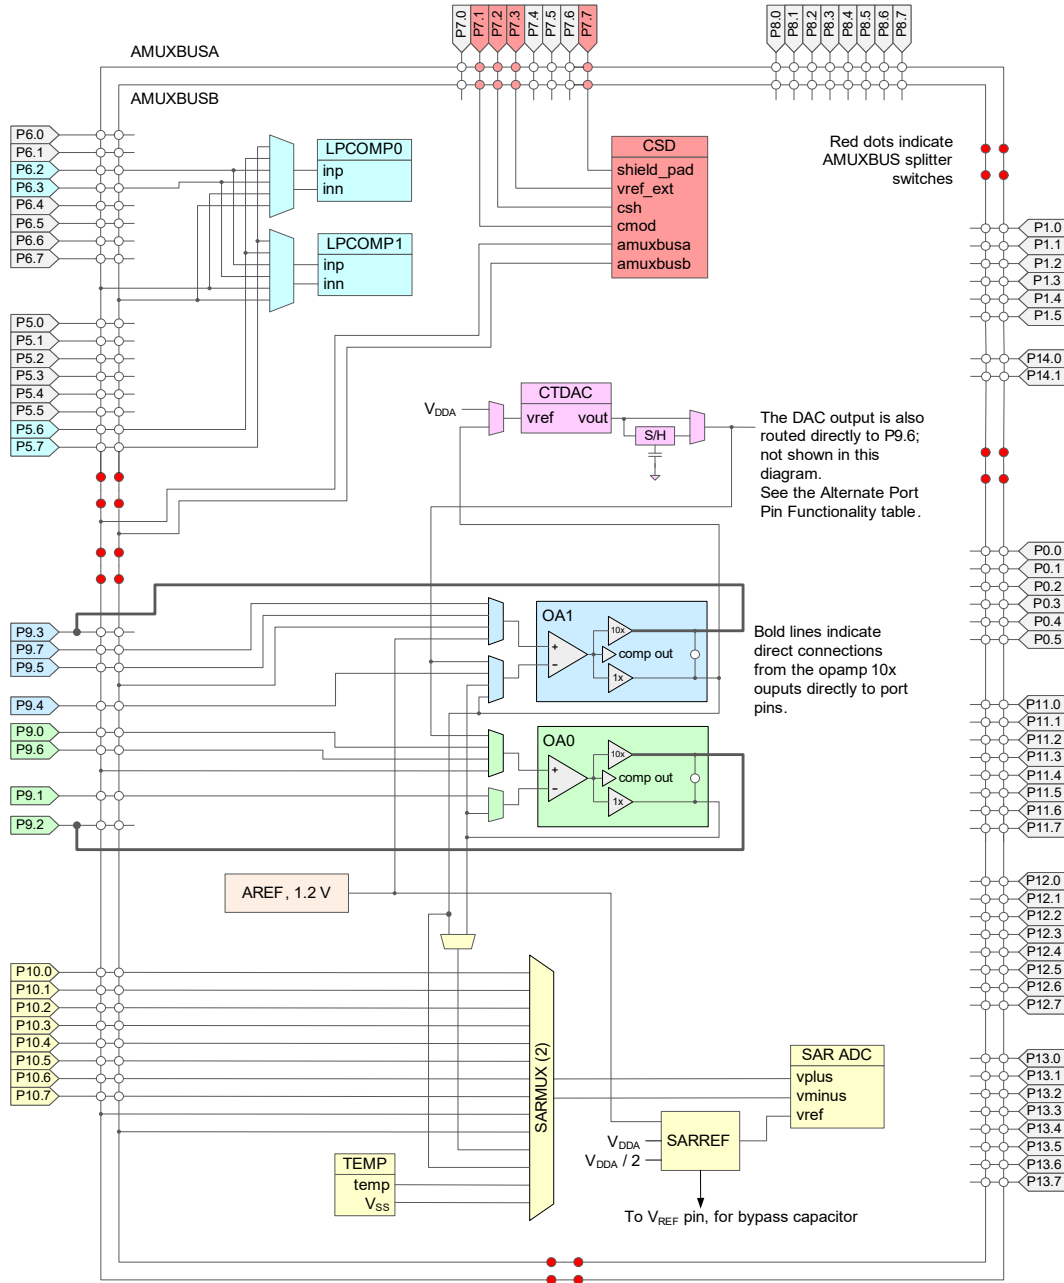 P7.0
P7.1
P7.2
P7.3
P7.4
P7.5
P7.6
P7.7
P8.0
P8.1
P8.2
P8.3
P8.4
P8.5
P8.6
P8.7
AMUXBUSA
AMUXBUSB
P6.0
P6.1
P6.2
P6.3
P6.4
P6.5
P6.6
P6.7
LPCOMP0
inp
inn
LPCOMP1
inp
inn
CSD
shield_pad
vref_ext
csh
cmod
amuxbusa
amuxbusb
Red dots indicate
AMUXBUS splitter
switches
P1.0
P1.1
P1.2
P1.3
P1.4
P1.5
P5.0
P5.1
P5.2
P5.3
P5.4
P5.5
P5.6
P5.7
P14.0
P14.1
VDDA
CTDAC
vref vout
S/H
The DAC output is also
routed directly to P9.6;
not shown in this
diagram.
See the Alternate Port
Pin Functionality table.
P0.0
P0.1
P0.2
P0.3
P0.4
P0.5
P9.3
P9.7
P9.5
P9.4
OA1
+
−
10x
comp out
1x
Bold lines indicate
direct connections
from the opamp 10x
ouputs directly to port
pins.
P9.0
P9.6
P9.1
P9.2
OA0
+
−
10x
comp out
1x
P11.0
P11.1
P11.2
P11.3
P11.4
P11.5
P11.6
P11.7
AREF, 1.2 V
P12.0
P12.1
P12.2
P12.3
P12.4
P12.5
P12.6
P12.7
P10.0
P10.1
P10.2
P10.3
P10.4
P10.5
P10.6
P10.7
SARMUX (2)
SAR ADC
vplus
vminus
vref
P13.0
P13.1
P13.2
P13.3
P13.4
P13.5
P13.6
P13.7
VDDA
VDDA / 2
SARREF
TEMP
temp
VSS
To VREF pin, for bypass capacitor